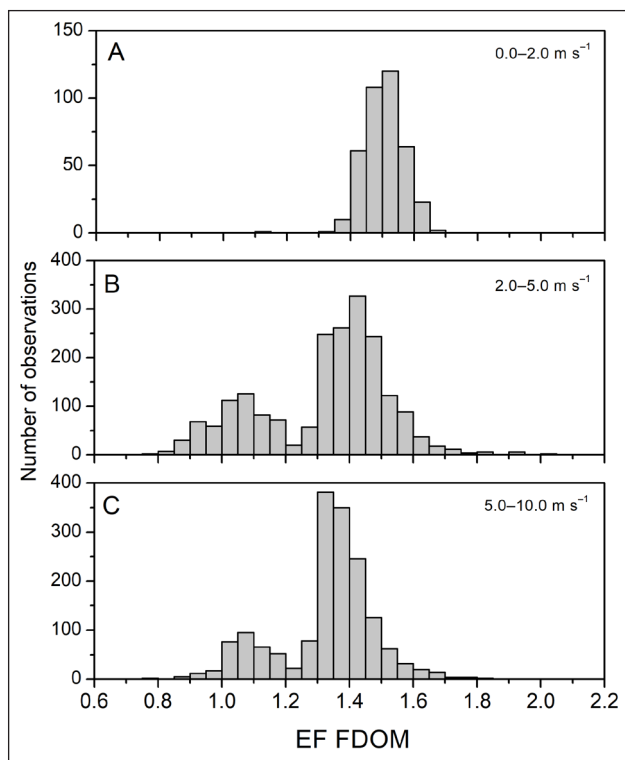 A
0.0–2.0 m s⁻¹
150
100
50
0
B
2.0–5.0 m s⁻¹
400
300
200
100
0
Number of observations
C
5.0–10.0 m s⁻¹
400
300
200
100
0
0.6 0.8 1.0 1.2 1.4 1.6 1.8 2.0 2.2
EF FDOM